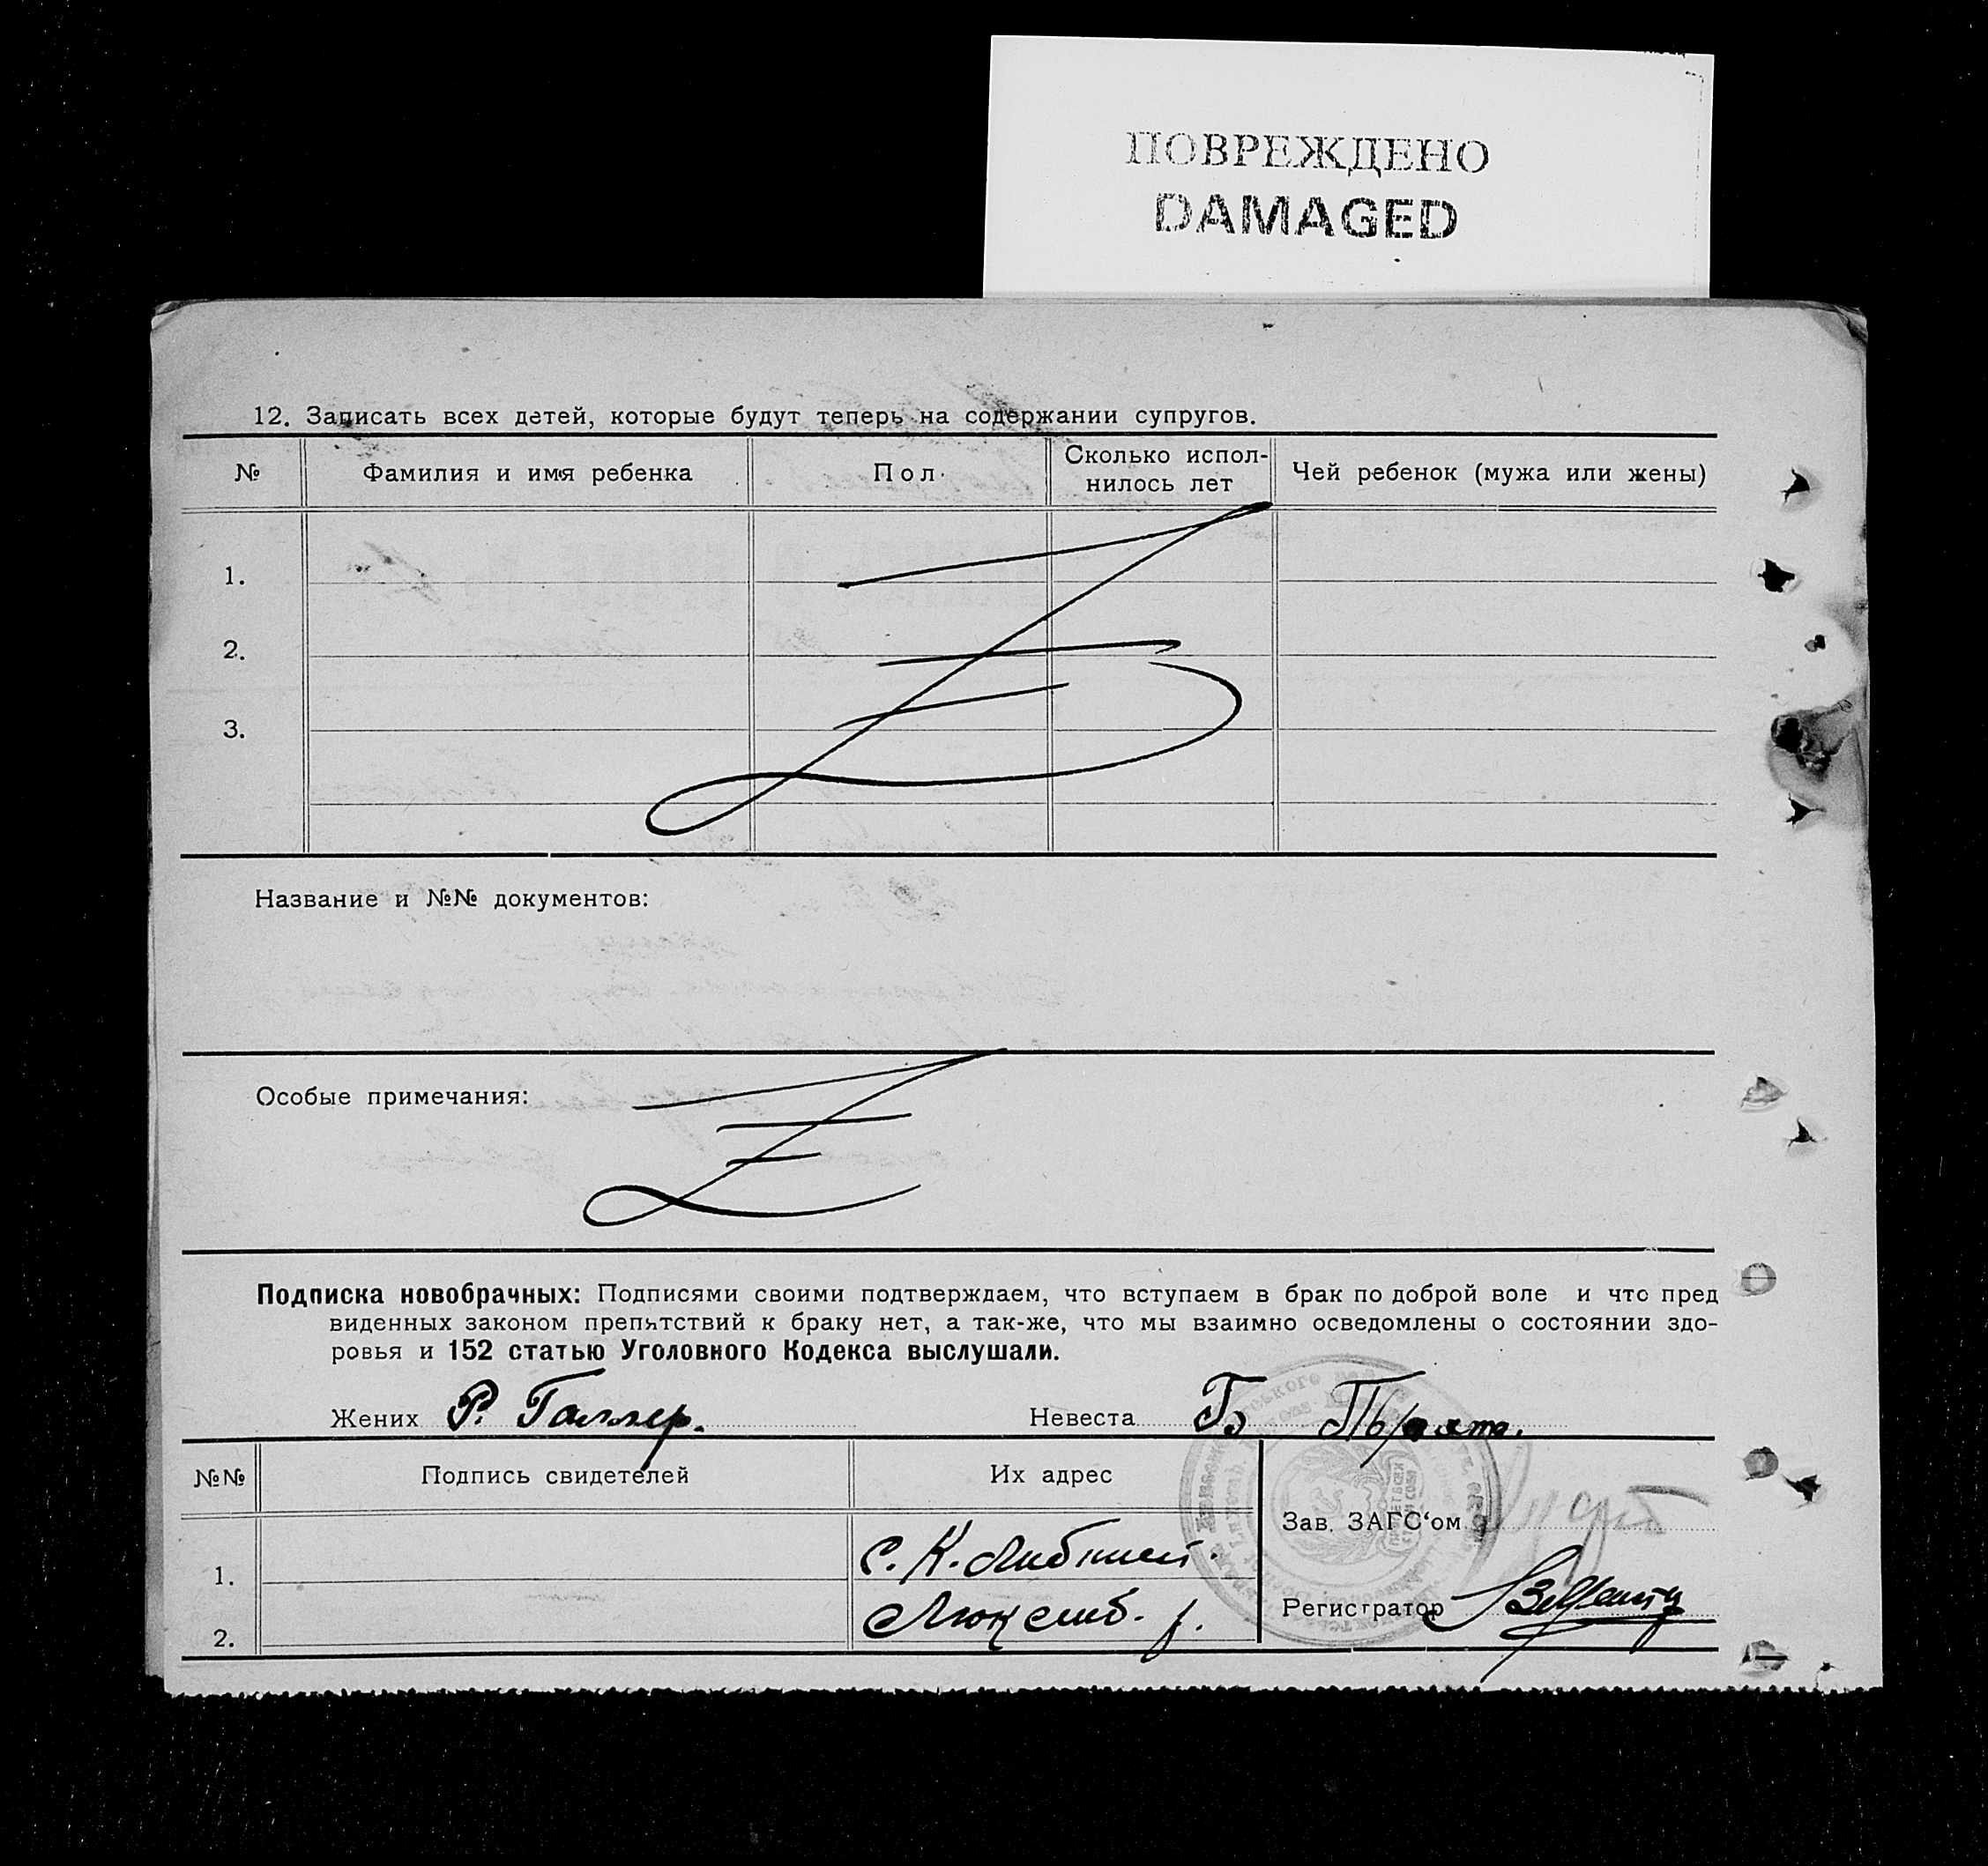 ПОВРЕЖДЕНО
DAMAGED
12. Записать всех детей, которые будут теперь на содержании супругов.
№ Фамилия и имя ребенка Пол Сколько испол-нилось лет Чей ребенок (мужа или жены)
1.
2.
3.
Название и №№ документов:
Особые примечания:
Подписка новобрачных: Подписями своими подтверждаем, что вступаем в брак по доброй воле и что пред
виденных законом препятствий к браку нет, а так-же, что мы взаимно осведомлены о состоянии здо-
ровья и 152 статью Уголовного Кодекса выслушали.
Жених Р. Галлер. Невеста
№№ Подпись свидетелей Их адрес
Зав. ЗАГС‘ом
1. с. К. Либкнехт.
Регистратор
2. Люксемб. р.